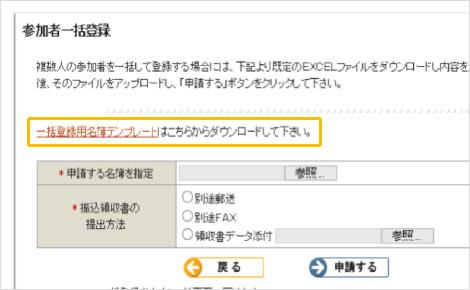 参加者一括登録
複数人の参加者を一括して登録する場合には、下記より既定のEXCELファイルをダウンロードし内容を
後、そのファイルをアップロードし、「申請する」ボタンをクリックして下さい。
一括登録用名簿テンプレートはこちらからダウンロードして下さい。
*申請する名簿を指定 参照...
*振込領収書の
提出方法
別途郵送
別途FAX
領収書データ添付 参照...
戻る 申請する